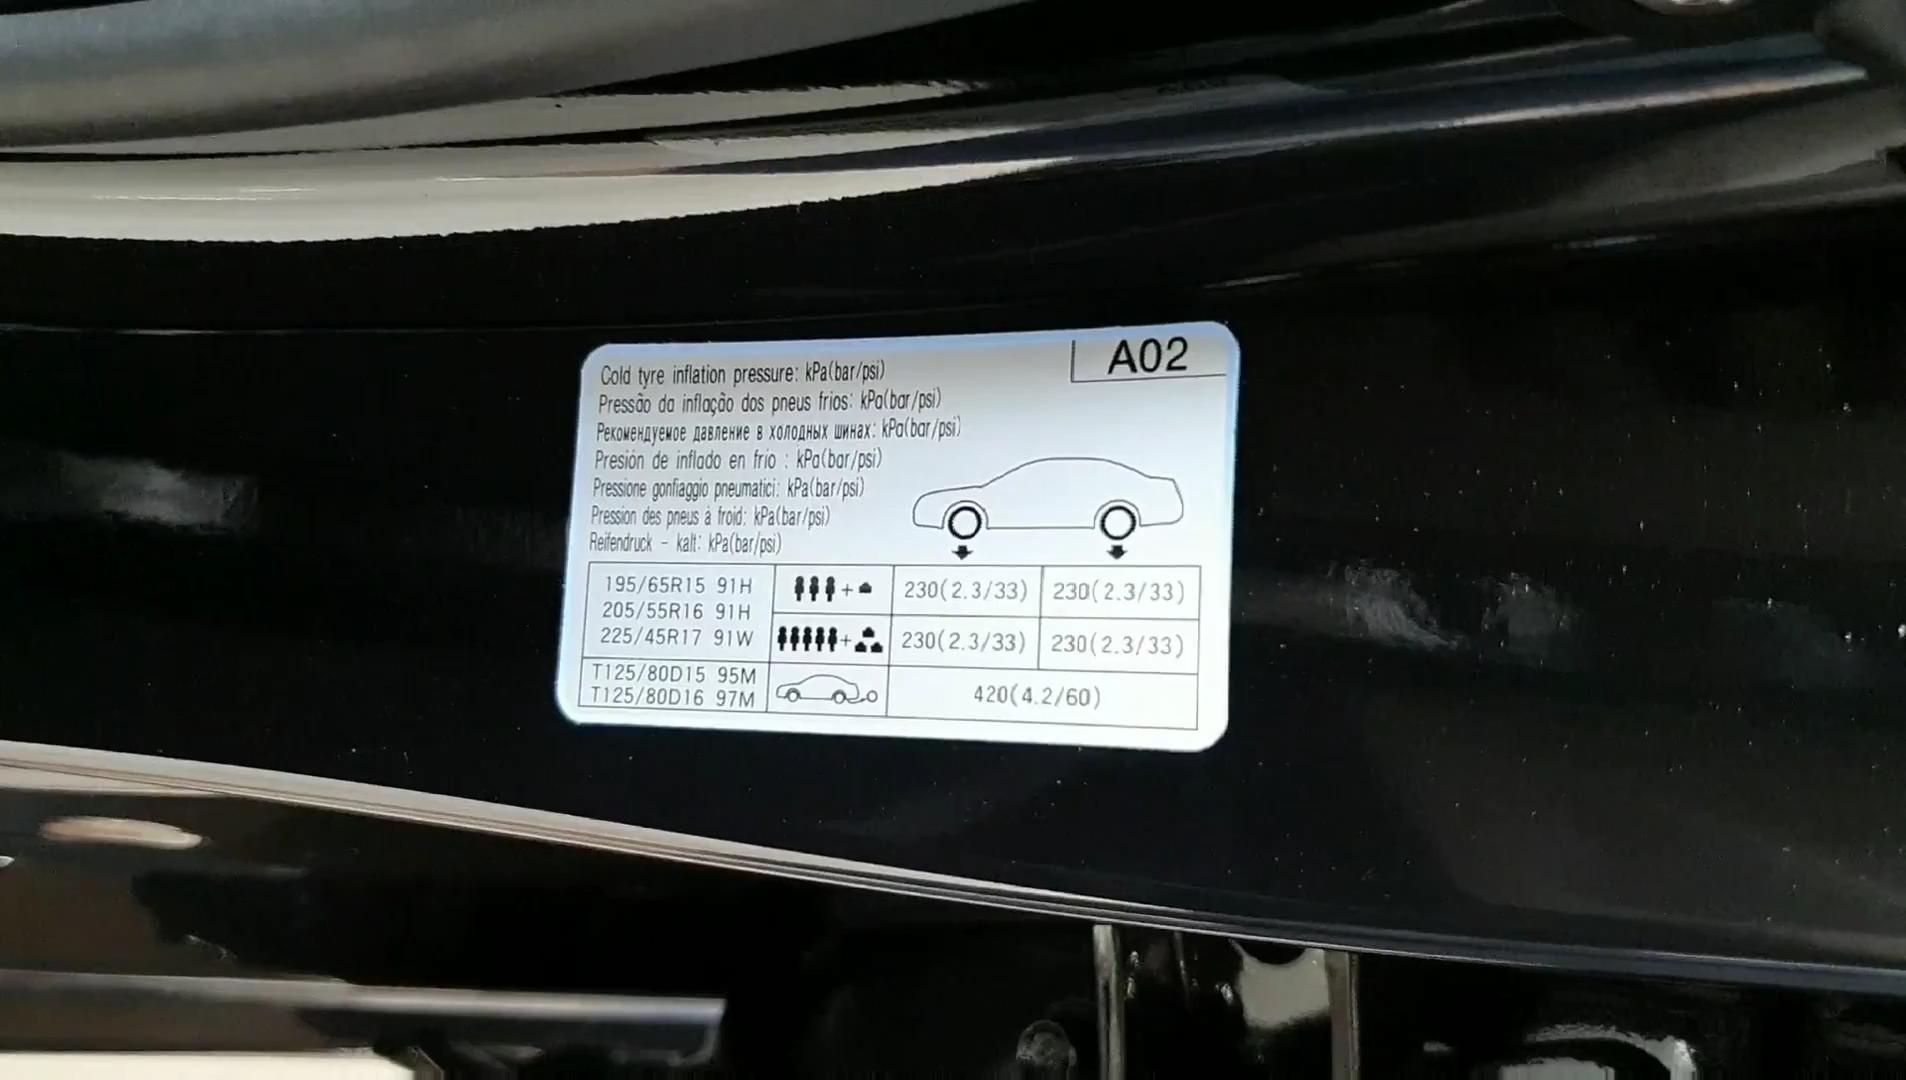 A02
Cold tyre inflation pressure: kPa(bar/psi)
Pressão da inflação dos pneus frios: kPa(bar/psi)
Рекомендуемое давление в холодных шинах: kPa(bar/psi)
Presión de inflado en frio : kPa(bar/psi)
Pressione gonfiaggio pneumatici: kPa(bar/psi)
Pression des pneus à froid: kPa(bar/psi)
Reifendruck - kalt: kPa(bar/psi)
195/65R15 91H
205/55R16 91H
225/45R17 91W
+
230(2.3/33) 230(2.3/33)
+
230(2.3/33) 230(2.3/33)
T125/80D15 95M
T125/80D16 97M
420(4.2/60)